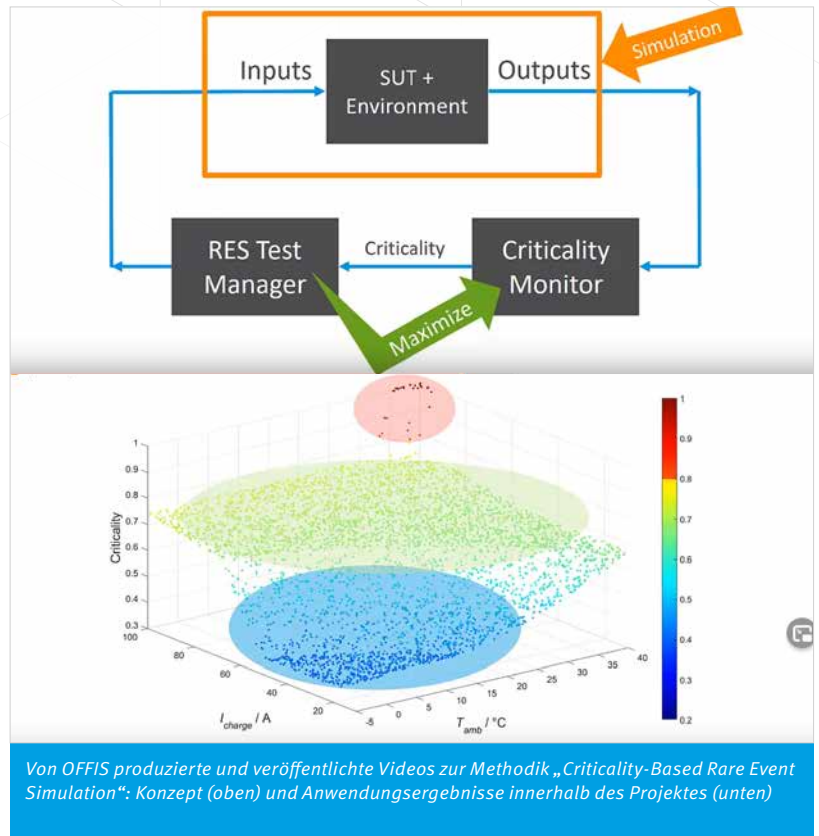 Simulation
Inputs
SUT +
Environment
Outputs
RES Test
Manager
Criticality
Criticality
Monitor
Maximize
1
0.9
0.8
0.7
0.6
0.5
0.4
0.3
Criticality
100
80
60
40
20
I charge / A
-5
0
5
10
15
20
25
30
35
40
T amb / °C
1
0.9
0.8
0.7
0.6
0.5
0.4
0.3
0.2
Von OFFIS produzierte und veröffentlichte Videos zur Methodik „Criticality-Based Rare Event
Simulation“: Konzept (oben) und Anwendungsergebnisse innerhalb des Projektes (unten)